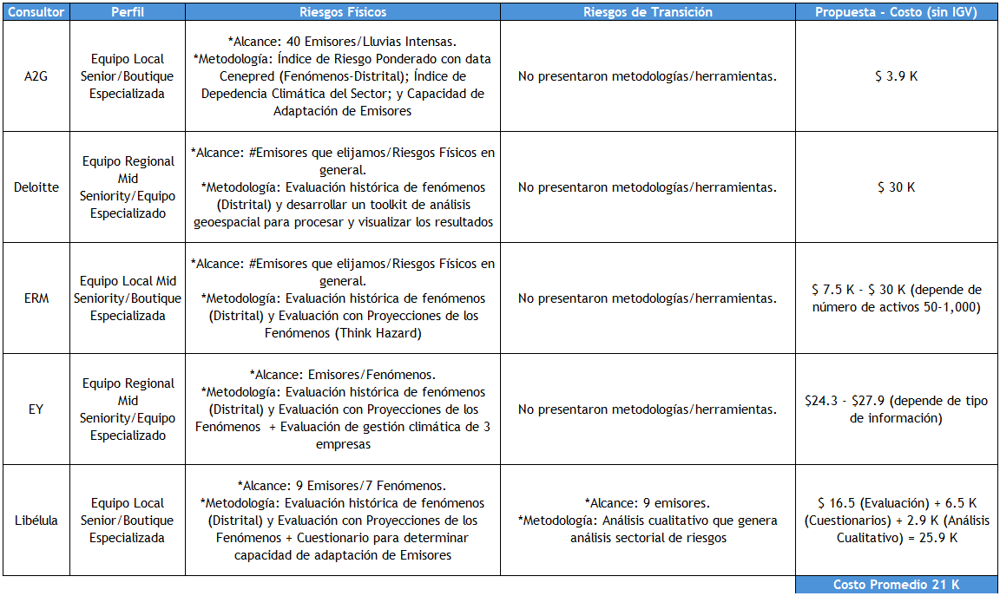 Consultor
Perfil
Riesgos Físicos
Riesgos de Transición
Propuesta - Costo (sin IGV)
A2G
Equipo Local
Senior/Boutique
Especializada
*Alcance: 40 Emisores/Lluvias Intensas.
*Metodología: Índice de Riesgo Ponderado con data
Cenepred (Fenómenos-Distrital); Índice de
Depedencia Climática del Sector; y Capacidad de
Adaptación de Emisores
No presentaron metodologías/herramientas.
$ 3.9 K
Deloitte
Equipo Regional
Mid
Seniority/Equipo
Especializado
*Alcance: #Emisores que elijamos/Riesgos Físicos en
general.
*Metodología: Evaluación histórica de fenómenos
(Distrital) y desarrollar un toolkit de análisis
geoespacial para procesar y visualizar los resultados
No presentaron metodologías/herramientas.
$ 30 K
ERM
Equipo Local Mid
Seniority/Boutique
Especializada
*Alcance: #Emisores que elijamos/Riesgos Físicos en
general.
*Metodología: Evaluación histórica de fenómenos
(Distrital) y Evaluación con Proyecciones de los
Fenómenos (Think Hazard)
No presentaron metodologías/herramientas.
$ 7.5 K - $ 30 K (depende de
número de activos 50-1,000)
EY
Equipo Regional
Mid
Seniority/Equipo
Especializado
*Alcance: Emisores/Fenómenos.
*Metodología: Evaluación histórica de fenómenos
(Distrital) y Evaluación con Proyecciones de los
Fenómenos + Evaluación de gestión climática de 3
empresas
No presentaron metodologías/herramientas.
$24.3 - $27.9 (depende de tipo
de información)
Libélula
Equipo Local
Senior/Boutique
Especializada
*Alcance: 9 Emisores/7 Fenómenos.
*Metodología: Evaluación histórica de fenómenos
(Distrital) y Evaluación con Proyecciones de los
Fenómenos + Cuestionario para determinar
capacidad de adaptación de Emisores
*Alcance: 9 emisores.
*Metodología: Análisis cualitativo que genera
análisis sectorial de riesgos
$ 16.5 (Evaluación) + 6.5 K
(Cuestionarios) + 2.9 K (Análisis
Cualitativo) = 25.9 K
Costo Promedio 21 K